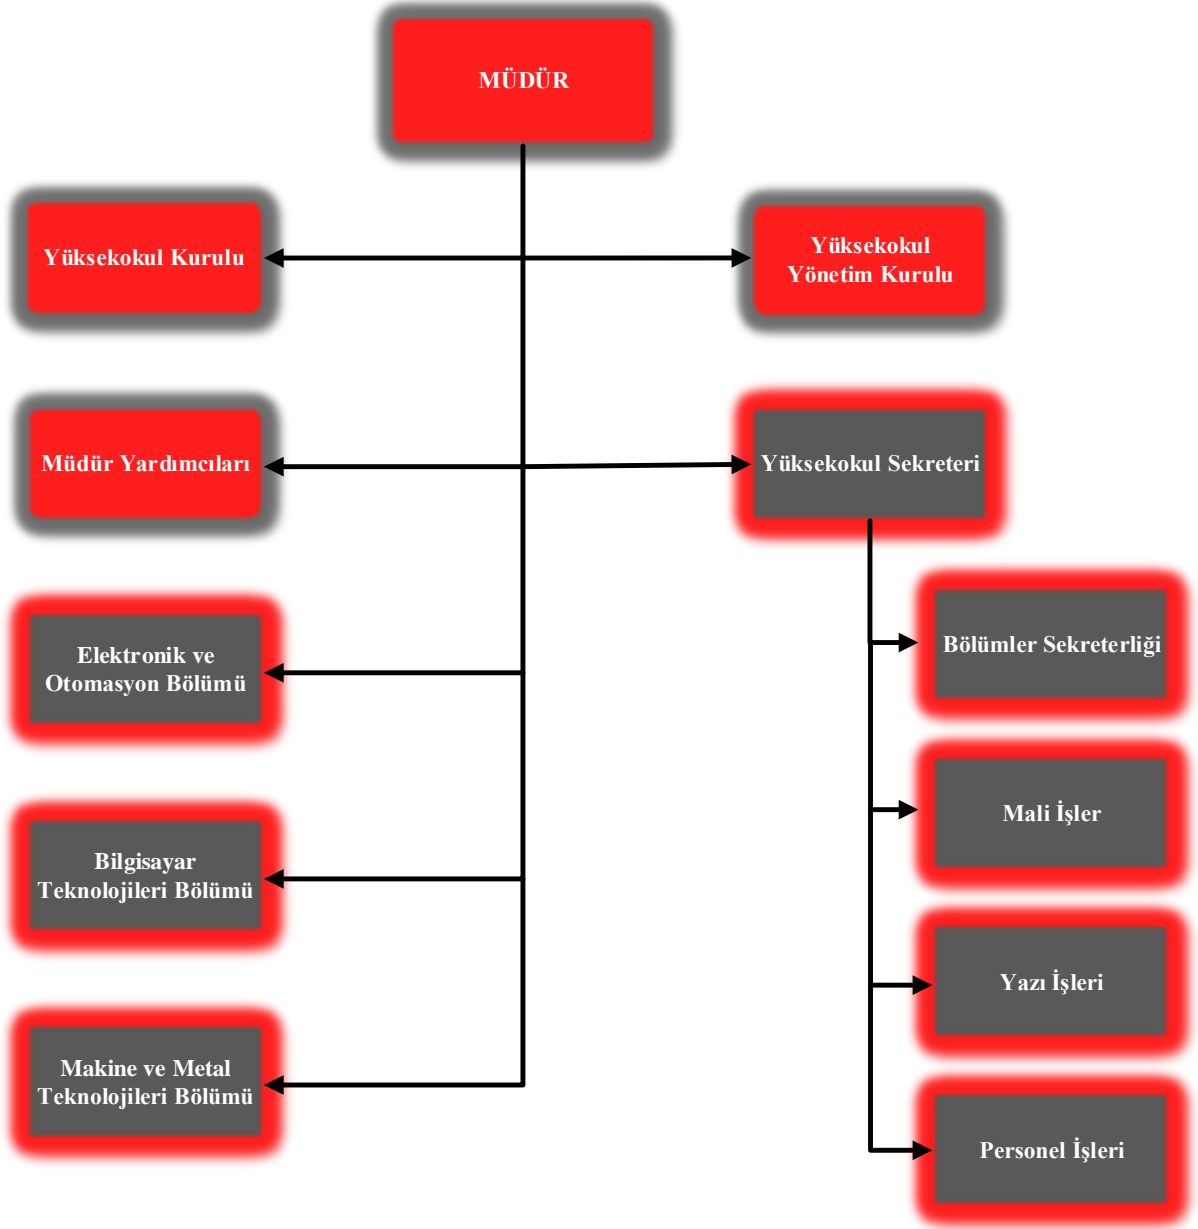 MÜDÜR
Yüksekokul Kurulu
Yüksekokul
Yönetim Kurulu
Müdür Yardımcıları
Yüksekokul Sekreteri
Elektronik ve
Otomasyon Bölümü
Bölümler Sekreterliği
Mali İşler
Bilgisayar
Teknolojileri Bölümü
Yazı İşleri
Makine ve Metal
Teknolojileri Bölümü
Personel İşleri